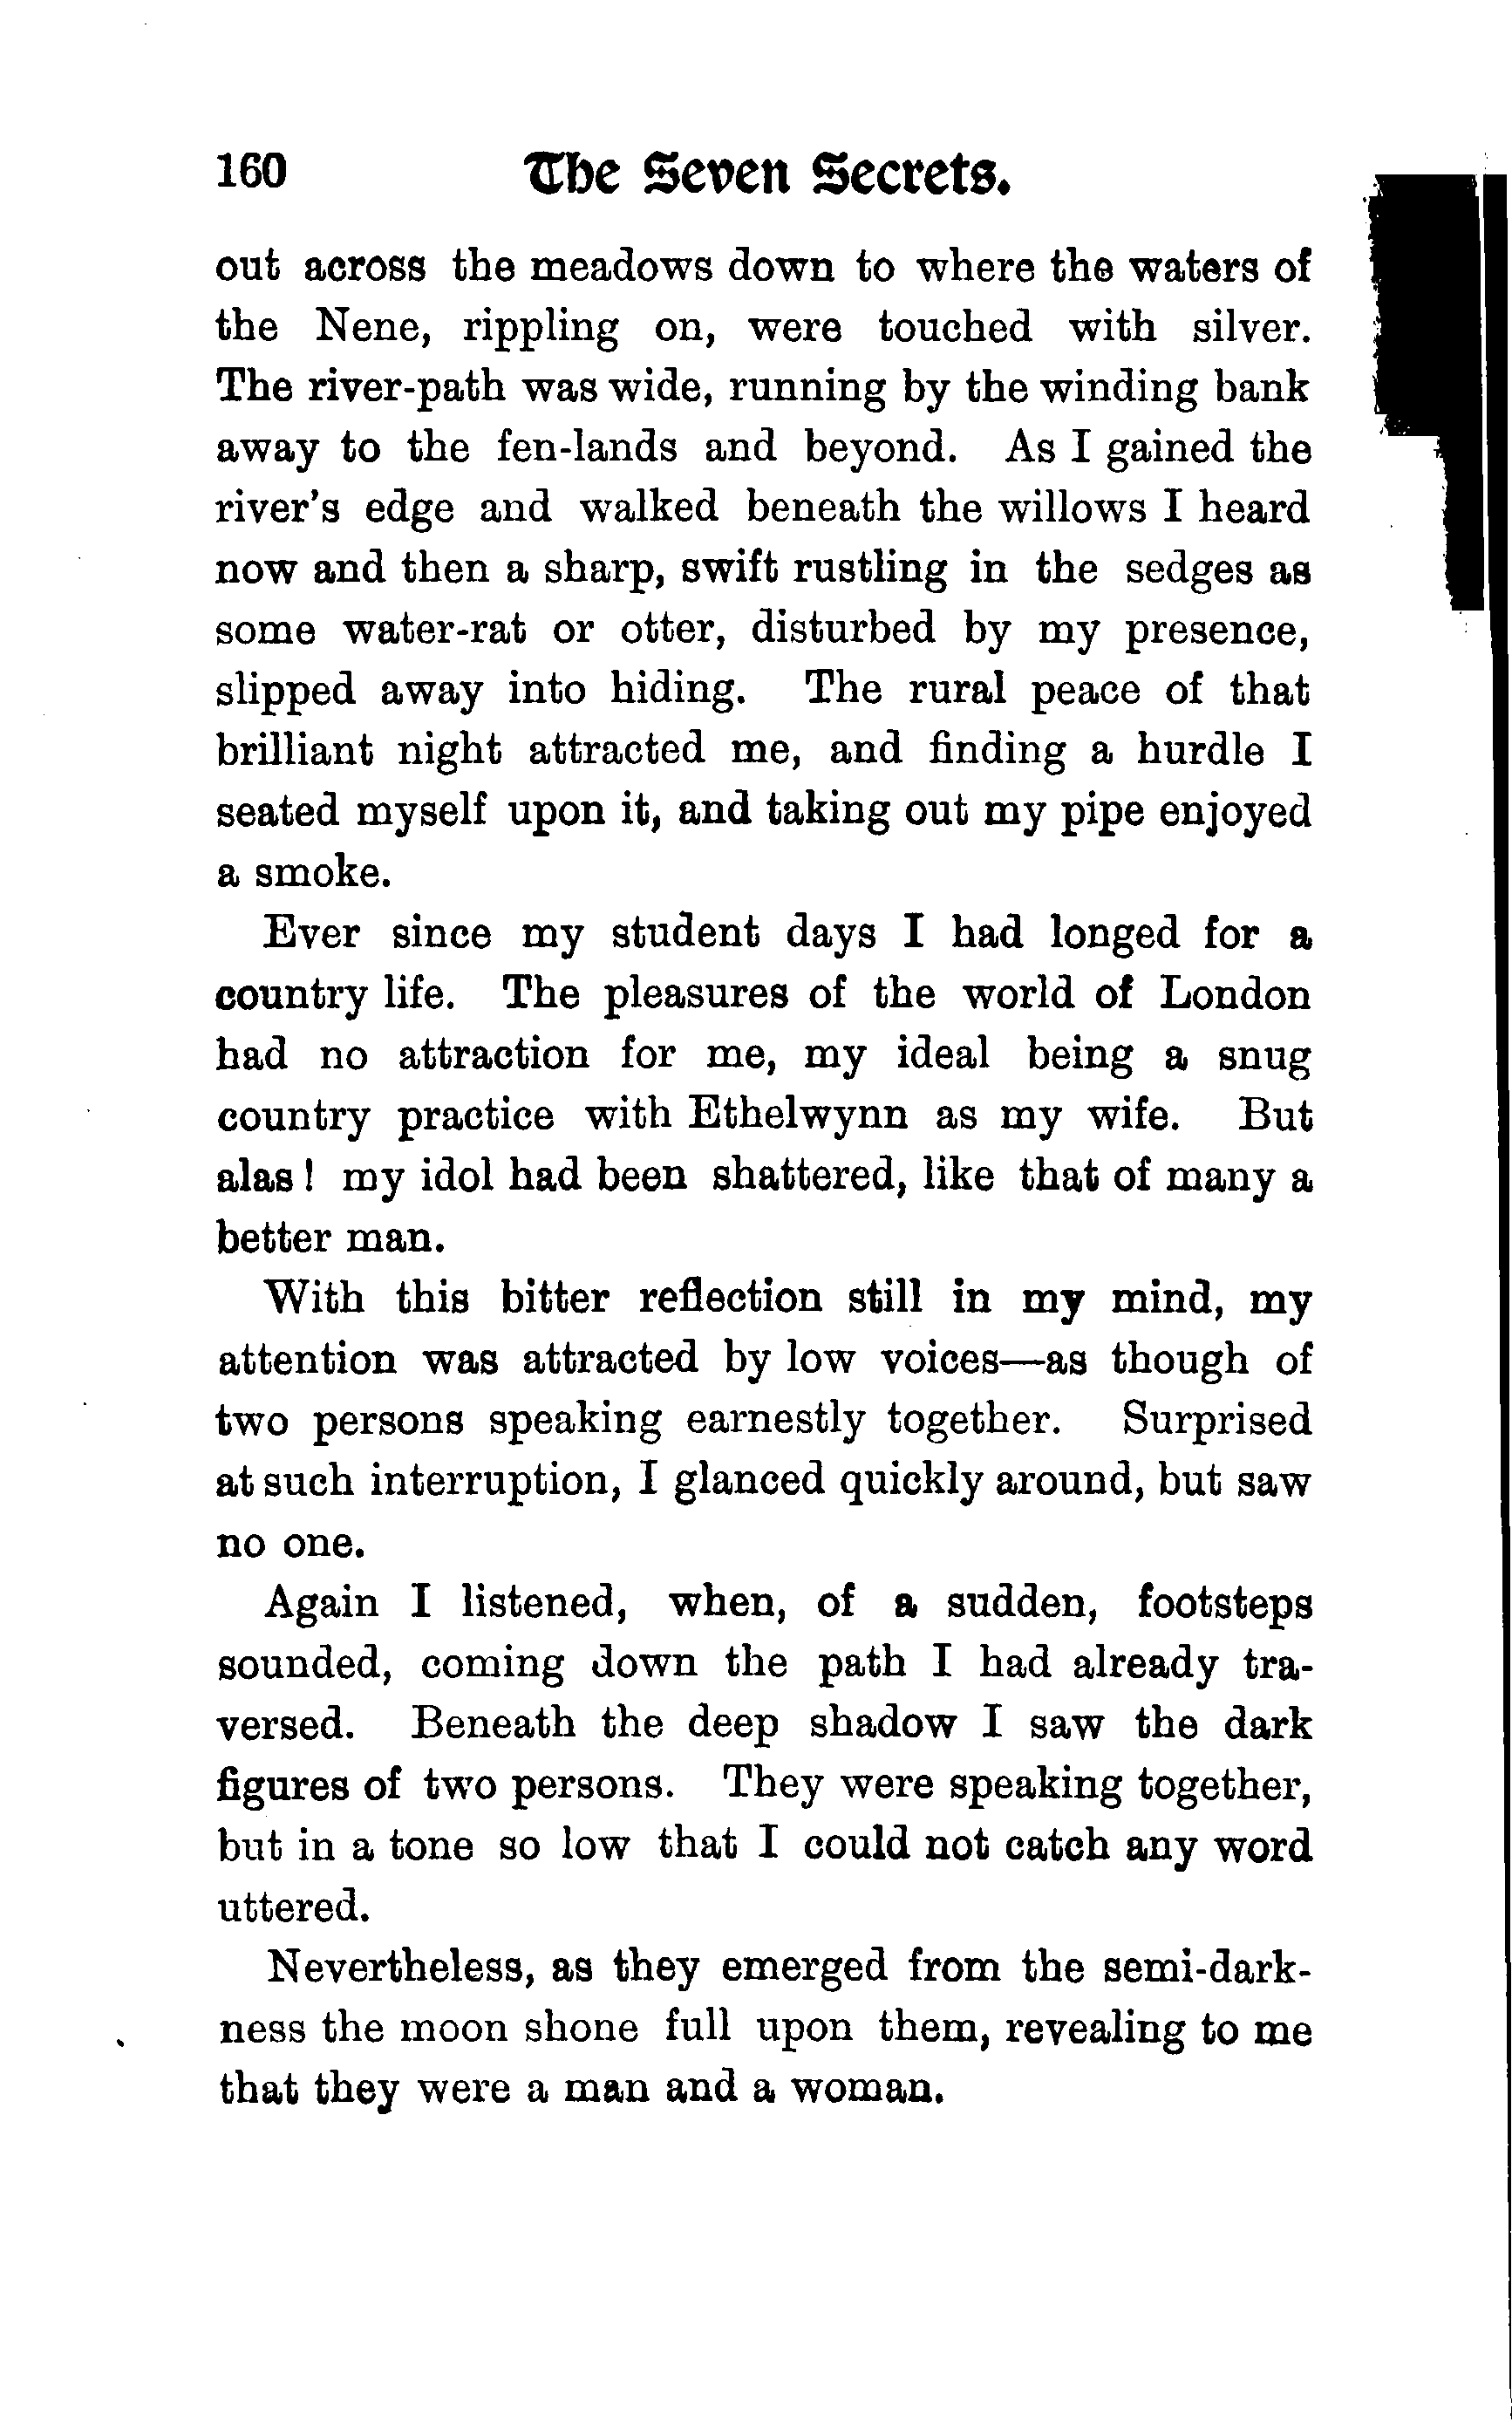 160 The Seven Secrets.
out across the meadows down to where the waters of
the Nene, rippling on, were touched with silver.
The river-path was wide, running by the winding bank
away to the fen-lands and beyond. As I gained the
river's edge and walked beneath the willows I heard
now and then a sharp, swift rustling in the sedges as
some water-rat or otter, disturbed by my presence,
slipped away into hiding. The rural peace of that
brilliant night attracted me, and finding a hurdle I
seated myself upon it, and taking out my pipe enjoyed
a smoke.
Ever since my student days I had longed for a
country life. The pleasures of the world of London
had no attraction for me, my ideal being a snug
country practice with Ethelwynn as my wife. But
alas! my idol had been shattered, like that of many a
better man.
With this bitter reflection still in my mind, my
attention was attracted by low voices—as though of
two persons speaking earnestly together. Surprised
at such interruption, I glanced quickly around, but saw
no one.
Again I listened, when, of a sudden, footsteps
sounded, coming down the path I had already tra-
versed. Beneath the deep shadow I saw the dark
figures of two persons. They were speaking together,
but in a tone so low that I could not catch any word
uttered.
Nevertheless, as they emerged from the semi-dark-
ness the moon shone full upon them, revealing to me
that they were a man and a woman.